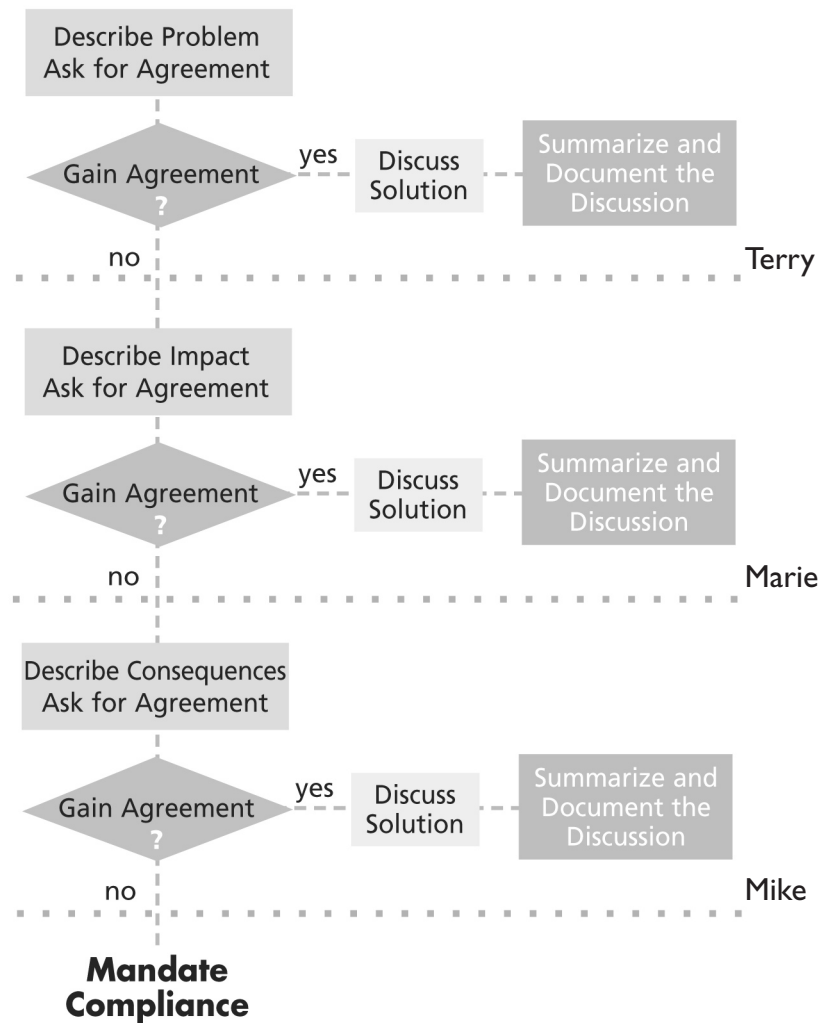 Describe Problem
Ask for Agreement
Gain Agreement
?
yes
Discuss
Solution
Summarize and
Document the
Discussion
no
Terry
Describe Impact
Ask for Agreement
Gain Agreement
?
yes
Discuss
Solution
Summarize and
Document the
Discussion
no
Marie
Describe Consequences
Ask for Agreement
Gain Agreement
?
yes
Discuss
Solution
Summarize and
Document the
Discussion
no
Mike
Mandate
Compliance